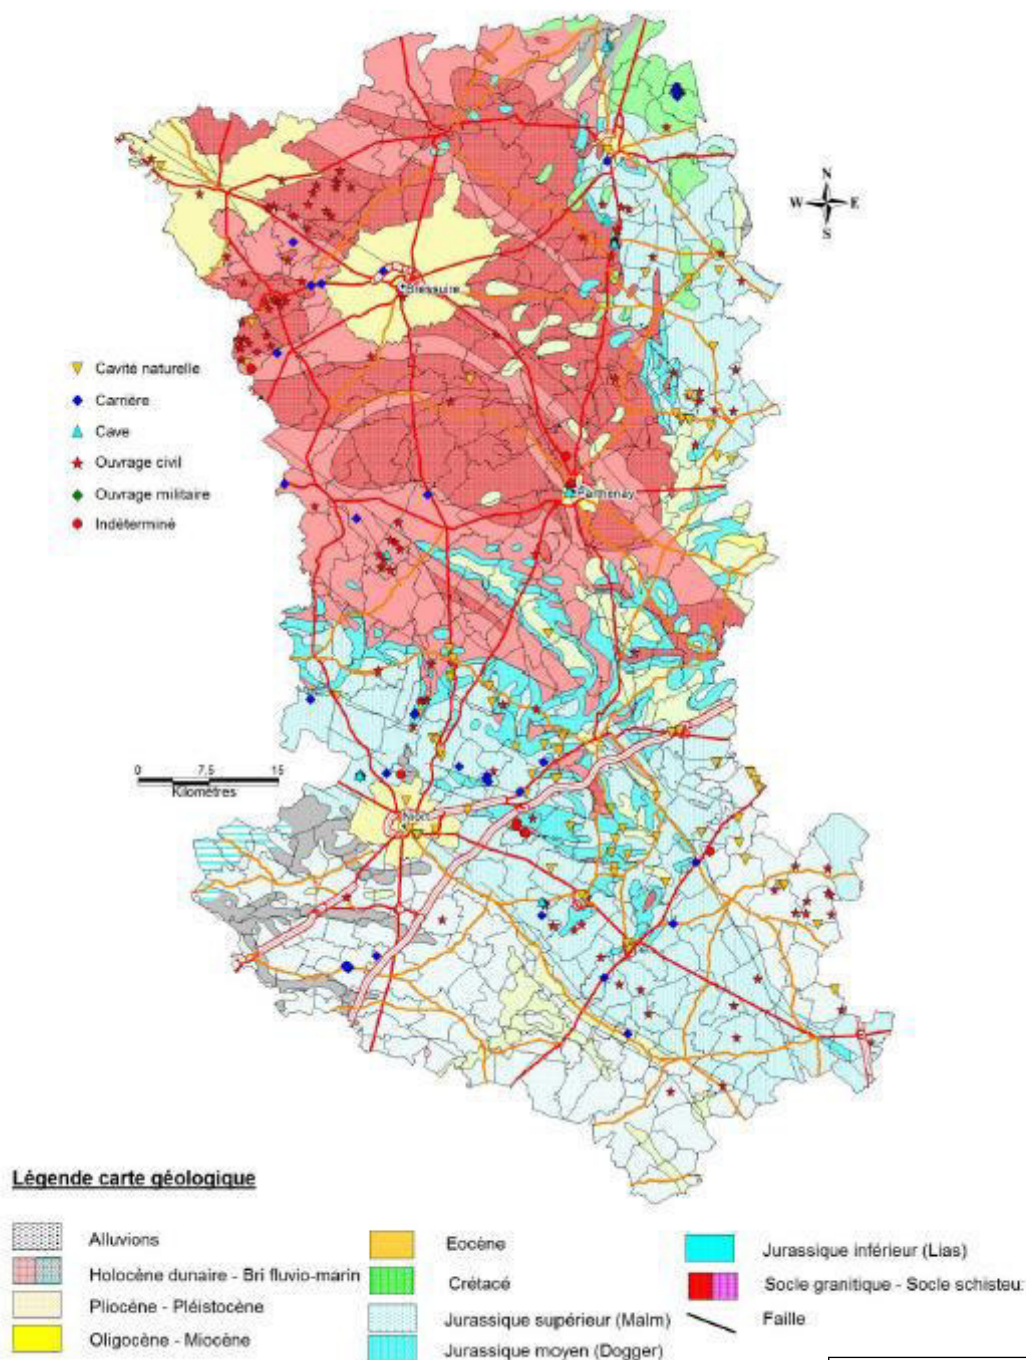 N
W E
S
Bressuire
Cavité naturelle
Carrière
Cave
Ouvrage civil
Ouvrage militaire
Indéterminé
Parthenay
0 7,5 15
Kilomètres
Niort
Légende carte géologique
Alluvions
Holocène dunaire - Bri fluvio-marin
Pliocène - Pléistocène
Oligocène - Miocène
Eocène
Crétacé
Jurassique supérieur (Malm)
Jurassique moyen (Dogger)
Jurassique inférieur (Lias)
Socle granitique - Socle schisteu
Faille